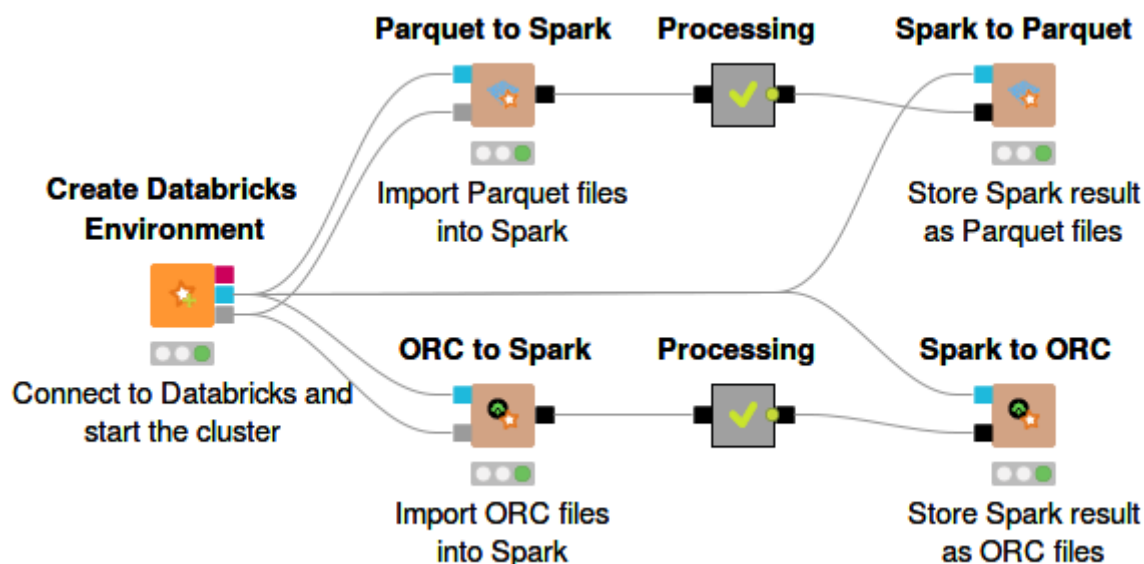 Parquet to Spark
Processing
Spark to Parquet
Import Parquet files
into Spark
Store Spark result
as Parquet files
Create Databricks
Environment
Connect to Databricks and
start the cluster
ORC to Spark
Processing
Spark to ORC
Import ORC files
into Spark
Store Spark result
as ORC files